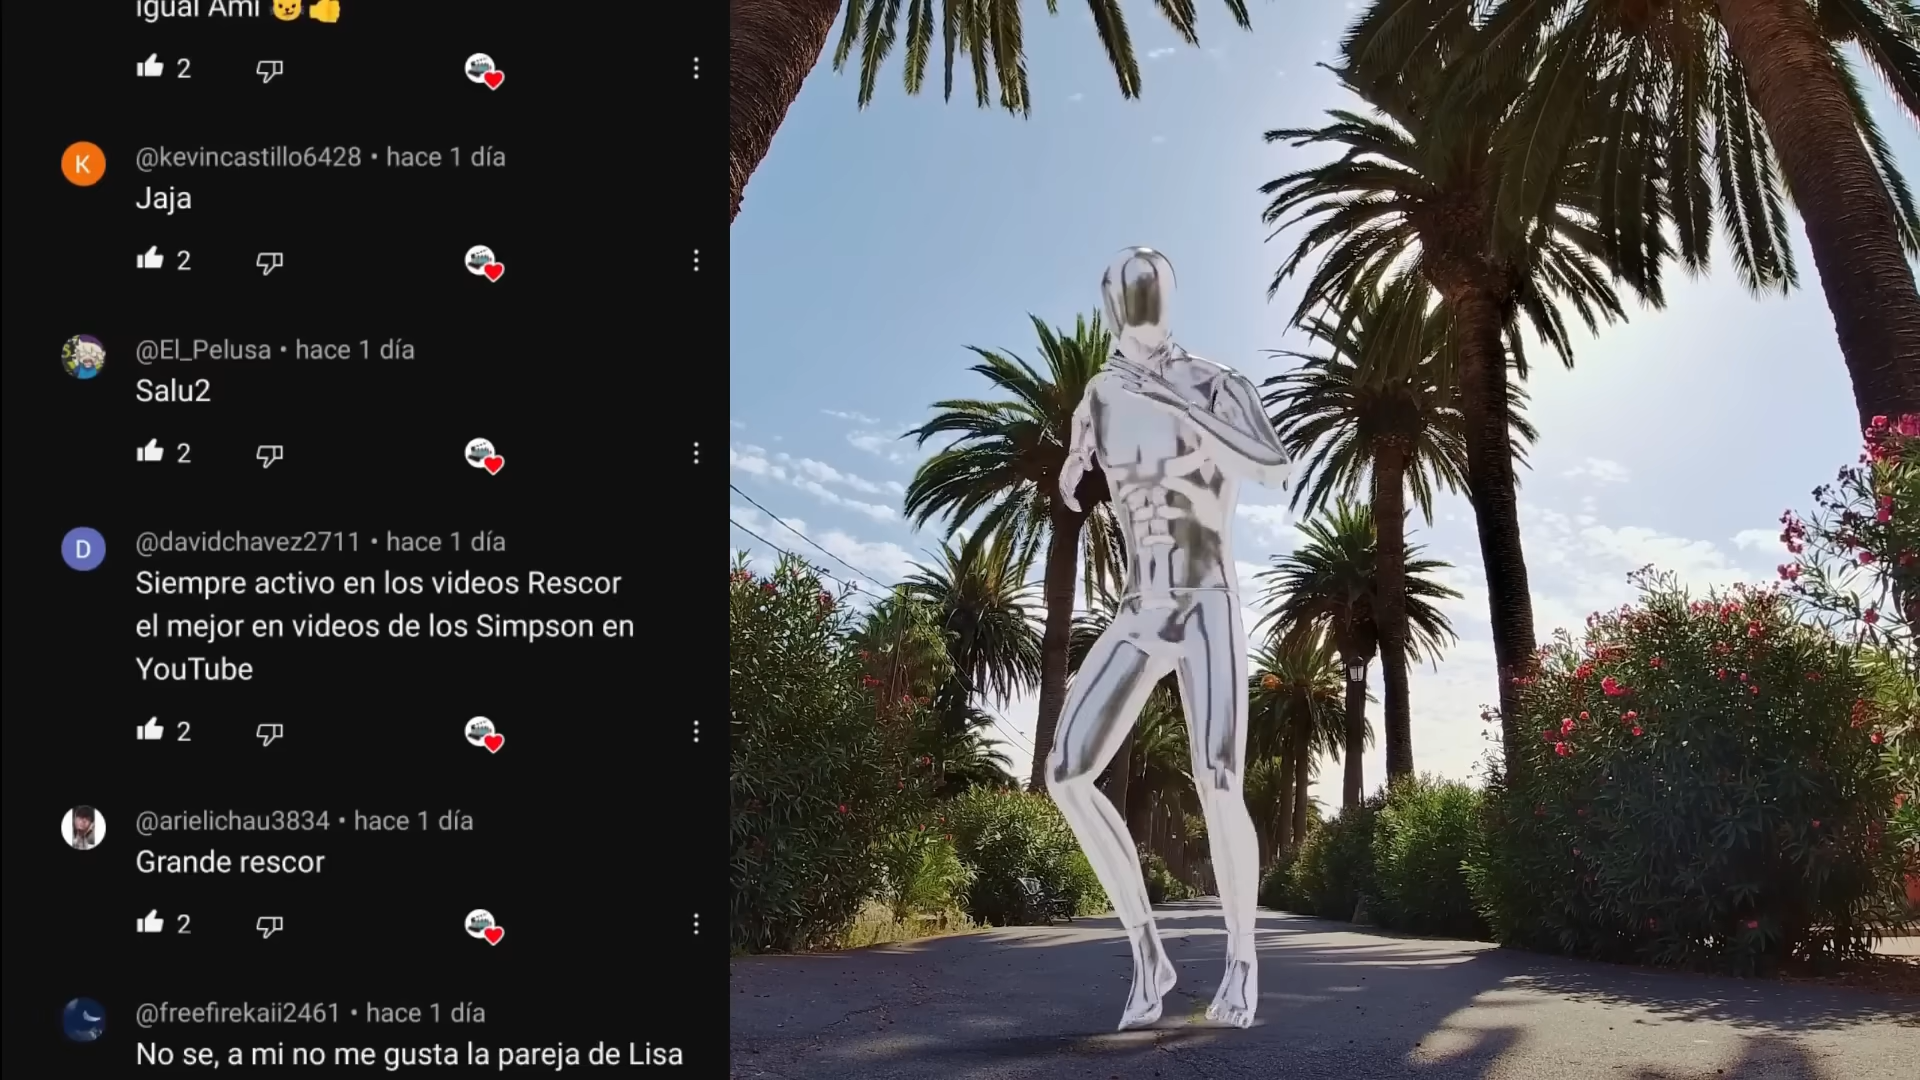 igual Ami 😼👍
2
@kevincastillo6428 • hace 1 día
Jaja
2
@El_Pelusa • hace 1 día
Salu2
2
@davidchavez2711 • hace 1 día
Siempre activo en los videos Rescor
el mejor en videos de los Simpson en
YouTube
2
@arielichau3834 • hace 1 día
Grande rescor
2
@freefirekaii2461 • hace 1 día
No se, a mi no me gusta la pareja de Lisa